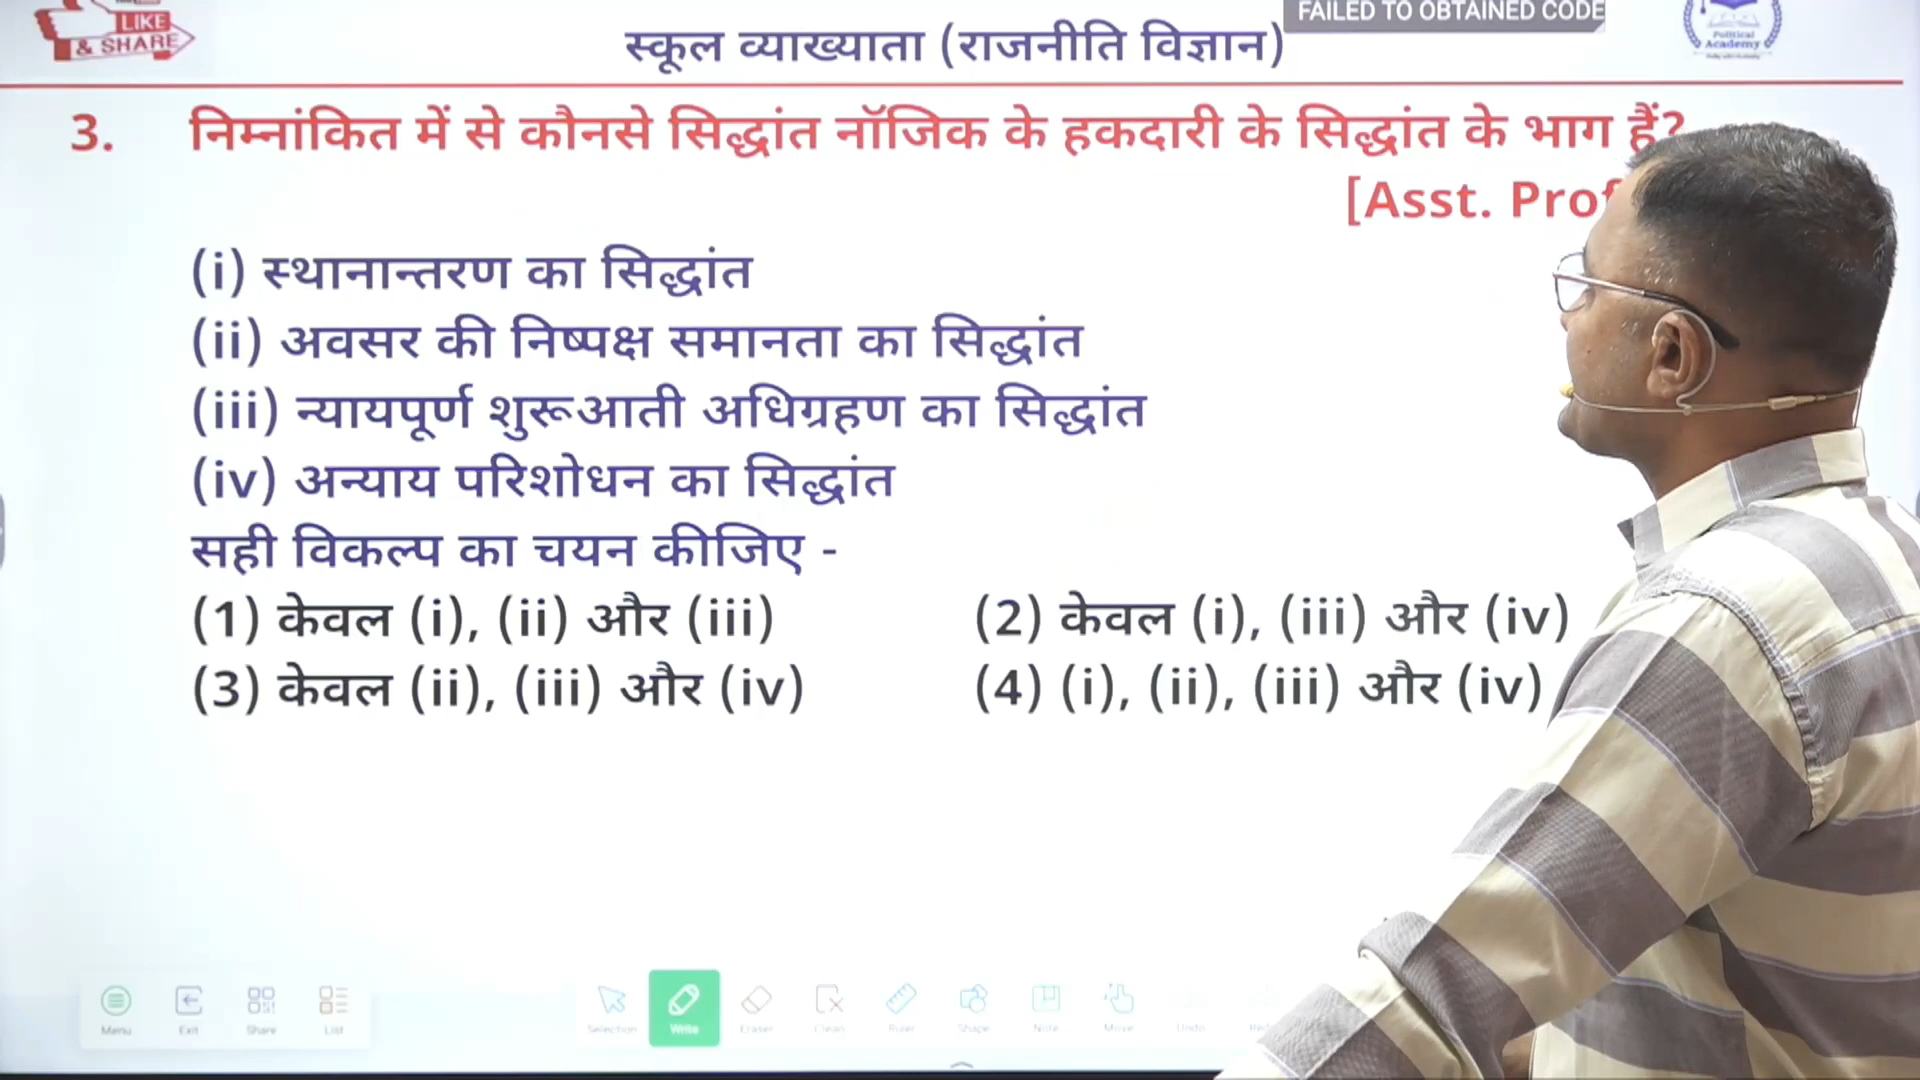 LIKE
& SHARE
FAILED TO OBTAINED CODE
स्कूल व्याख्याता (राजनीति विज्ञान)
Political
Academy
3. निम्नांकित में से कौनसे सिद्धांत नॉजिक के हकदारी के सिद्धांत के भाग हैं?
[Asst.
(i) स्थानान्तरण का सिद्धांत
(ii) अवसर की निष्पक्ष समानता का सिद्धांत
(iii) न्यायपूर्ण शुरूआती अधिग्रहण का सिद्धांत
(iv) अन्याय परिशोधन का सिद्धांत
सही विकल्प का चयन कीजिए -
(1) केवल (i), (ii) और (iii) (2) केवल (i), (iii) और (iv)
(3) केवल (ii), (iii) और (iv) (4) (i), (ii), (iii) और (iv)
Menu Exit Share List Selection Write Eraser Clean Ruler Shape Note Move Undo